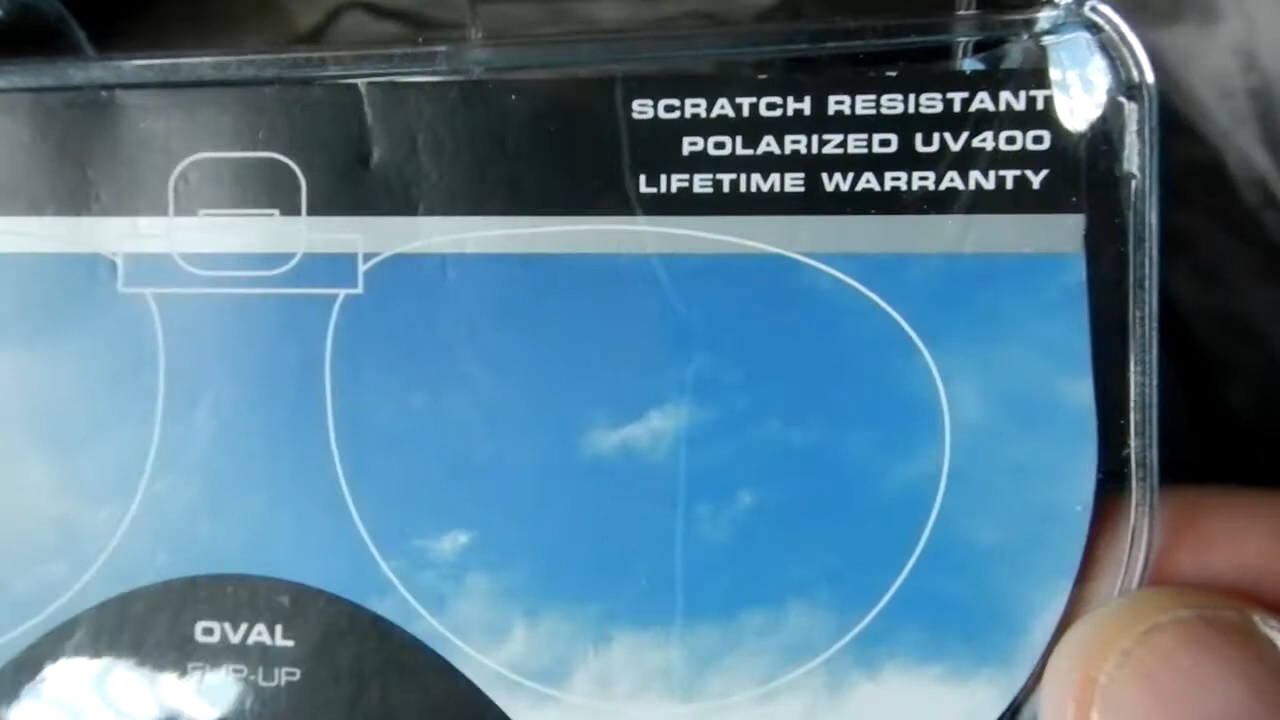 SCRATCH RESISTANT
POLARIZED UV400
LIFETIME WARRANTY
OVAL
FLIP-UP